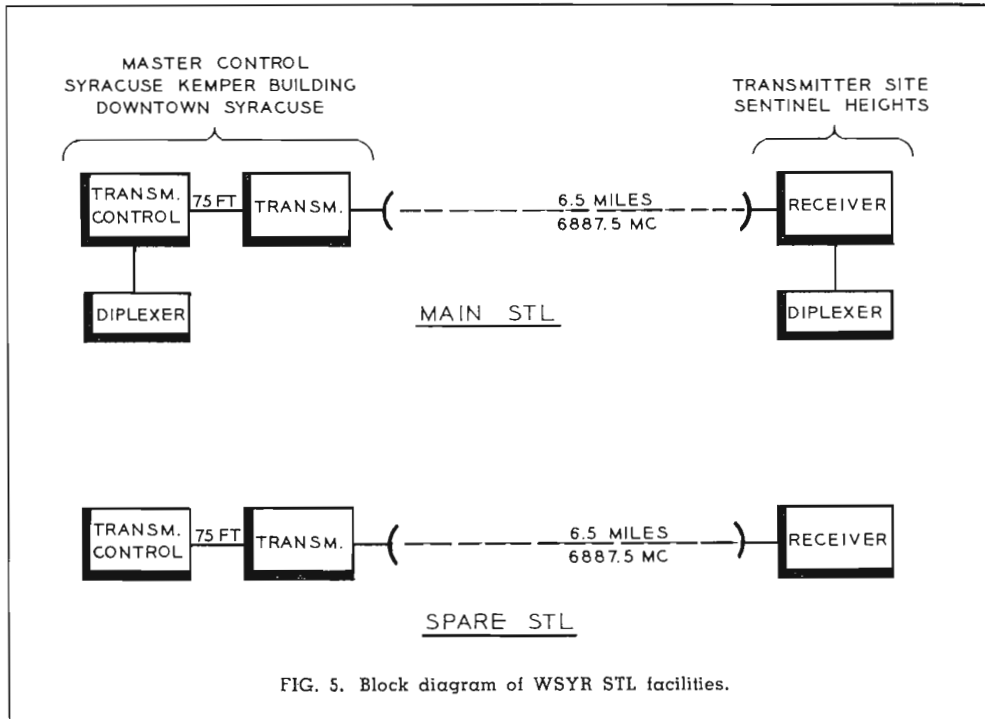 MASTER CONTROL
SYRACUSE KEMPER BUILDING
DOWNTOWN SYRACUSE
TRANSMITTER SITE
SENTINEL HEIGHTS
TRANSM.
CONTROL
75 FT
TRANSM.
6.5 MILES
6887.5 MC
RECEIVER
DIPLEXER
MAIN STL
DIPLEXER
TRANSM.
CONTROL
75 FT
TRANSM.
6.5 MILES
6887.5 MC
RECEIVER
SPARE STL
FIG. 5. Block diagram of WSYR STL facilities.